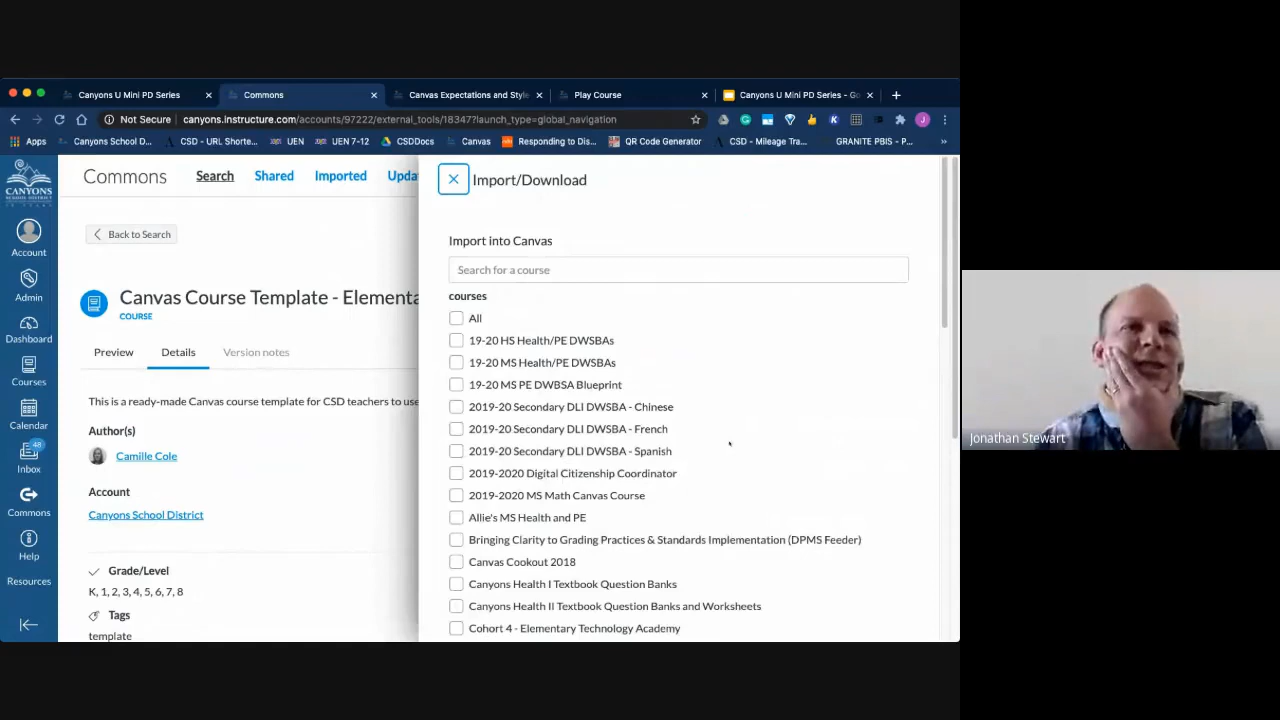 Canyons U Mini PD Series
Commons
Canvas Expectations and Style
Play Course
Canyons U Mini PD Series - Go
Not Secure | canyons.instructure.com/accounts/97222/external_tools/18347?launch_type=global_navigation
Apps
Canyons School D...
CSD - URL Shorte...
UEN
UEN 7-12
CSDDocs
Canvas
Responding to Dis...
QR Code Generator
CSD - Mileage Tra...
GRANITE PBIS - P...
CANYONS
SCHOOL DISTRICT
Account
Admin
Dashboard
Courses
Calendar
48
Inbox
Commons
Help
Resources
Commons
Search
Shared
Imported
Upda
Back to Search
Canvas Course Template - Elementa
COURSE
Preview
Details
Version notes
This is a ready-made Canvas course template for CSD teachers to use
Author(s)
Camille Cole
Account
Canyons School District
Grade/Level
K, 1, 2, 3, 4, 5, 6, 7, 8
Tags
template
Import/Download
Import into Canvas
Search for a course
courses
All
19-20 HS Health/PE DWSBAs
19-20 MS Health/PE DWSBAs
19-20 MS PE DWBSA Blueprint
2019-20 Secondary DLI DWSBA - Chinese
2019-20 Secondary DLI DWSBA - French
2019-20 Secondary DLI DWSBA - Spanish
2019-2020 Digital Citizenship Coordinator
2019-2020 MS Math Canvas Course
Allie's MS Health and PE
Bringing Clarity to Grading Practices & Standards Implementation (DPMS Feeder)
Canvas Cookout 2018
Canyons Health I Textbook Question Banks
Canyons Health II Textbook Question Banks and Worksheets
Cohort 4 - Elementary Technology Academy
Jonathan Stewart